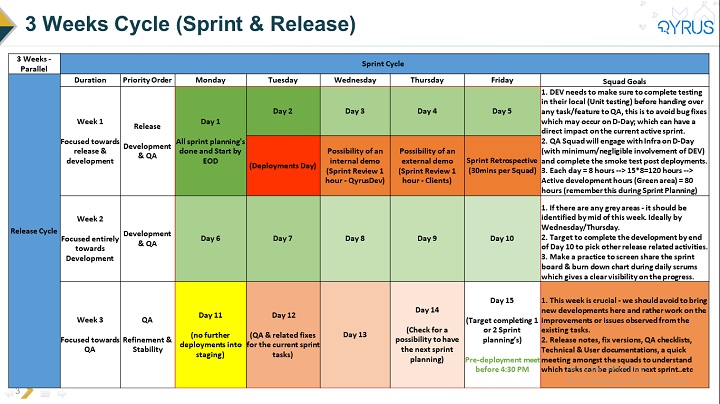 3 Weeks Cycle (Sprint & Release)
QYRUS
3 Weeks -
Parallel
Sprint Cycle
Duration
Priority Order
Monday
Tuesday
Wednesday
Thursday
Friday
Squad Goals
Release Cycle
Week 1
Focused towards
release &
development
Release
Development
& QA
Day 1
All sprint planning's
done and Start by
EOD
Day 2
(Deployments Day)
Day 3
Possibility of an
internal demo
(Sprint Review 1
hour - QyrusDev)
Day 4
Possibility of an
external demo
(Sprint Review 1
hour - Clients)
Day 5
Sprint Retrospective
(30mins per Squad)
1. DEV needs to make sure to complete testing
in their local (Unit testing) before handing over
any task/feature to QA, this is to avoid bug fixes
which may occur on D-Day; which can have a
direct impact on the current active sprint.
2. QA Squad will engage with Infra on D-Day
(with minimum/negligible involvement of DEV)
and complete the smoke test post deployments.
3. Each day = 8 hours --> 15*8=120 hours -->
Active development hours (Green area) = 80
hours (remember this during Sprint Planning)
Week 2
Focused entirely
towards
Development
Development
& QA
Day 6
Day 7
Day 8
Day 9
Day 10
1. If there are any grey areas - it should be
identified by mid of this week. Ideally by
Wednesday/Thursday.
2. Target to complete the development by end
of Day 10 to pick other release related activities.
3. Make a practice to screen share the sprint
board & burn down chart during daily scrums
which gives a clear visibility on the progress.
Week 3
Focused towards
QA
QA
Refinement &
Stability
Day 11
(no further
deployments into
staging)
Day 12
(QA & related fixes
for the current sprint
tasks)
Day 13
Day 14
(Check for a
possibility to have
the next sprint
planning)
Day 15
(Target completing 1
or 2 Sprint
planning's)
Pre-deployment meet
before 4:30 PM
1. This week is crucial - we should avoid to bring
new developments here and rather work on the
improvements or issues observed from the
existing tasks.
2. Release notes, fix versions, QA checklists,
Technical & User documentations, a quick
meeting amongst the squads to understand
which tasks can be picked in next sprint..etc
3